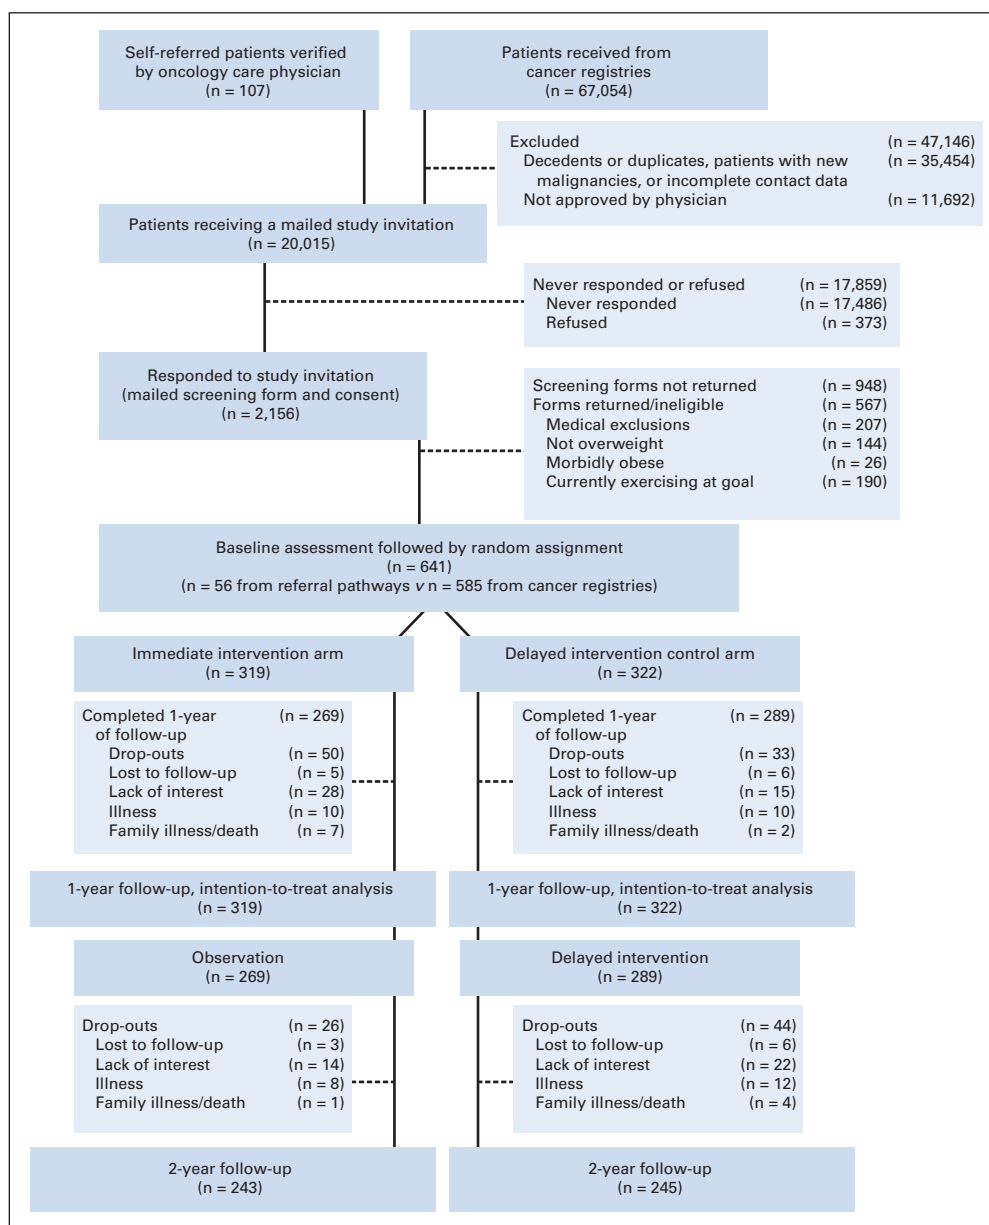 Self-referred patients verified
by oncology care physician
(n = 107)
Patients received from
cancer registries
(n = 67,054)
Excluded (n = 47,146)
Decedents or duplicates, patients with new (n = 35,454)
malignancies, or incomplete contact data
Not approved by physician (n = 11,692)
Patients receiving a mailed study invitation
(n = 20,015)
Never responded or refused (n = 17,859)
Never responded (n = 17,486)
Refused (n = 373)
Responded to study invitation
(mailed screening form and consent)
(n = 2,156)
Screening forms not returned (n = 948)
Forms returned/ineligible (n = 567)
Medical exclusions (n = 207)
Not overweight (n = 144)
Morbidly obese (n = 26)
Currently exercising at goal (n = 190)
Baseline assessment followed by random assignment
(n = 641)
(n = 56 from referral pathways v n = 585 from cancer registries)
Immediate intervention arm
(n = 319)
Delayed intervention control arm
(n = 322)
Completed 1-year (n = 269)
of follow-up
Drop-outs (n = 50)
Lost to follow-up (n = 5)
Lack of interest (n = 28)
Illness (n = 10)
Family illness/death (n = 7)
Completed 1-year (n = 289)
of follow-up
Drop-outs (n = 33)
Lost to follow-up (n = 6)
Lack of interest (n = 15)
Illness (n = 10)
Family illness/death (n = 2)
1-year follow-up, intention-to-treat analysis
(n = 319)
1-year follow-up, intention-to-treat analysis
(n = 322)
Observation
(n = 269)
Delayed intervention
(n = 289)
Drop-outs (n = 26)
Lost to follow-up (n = 3)
Lack of interest (n = 14)
Illness (n = 8)
Family illness/death (n = 1)
Drop-outs (n = 44)
Lost to follow-up (n = 6)
Lack of interest (n = 22)
Illness (n = 12)
Family illness/death (n = 4)
2-year follow-up
(n = 243)
2-year follow-up
(n = 245)